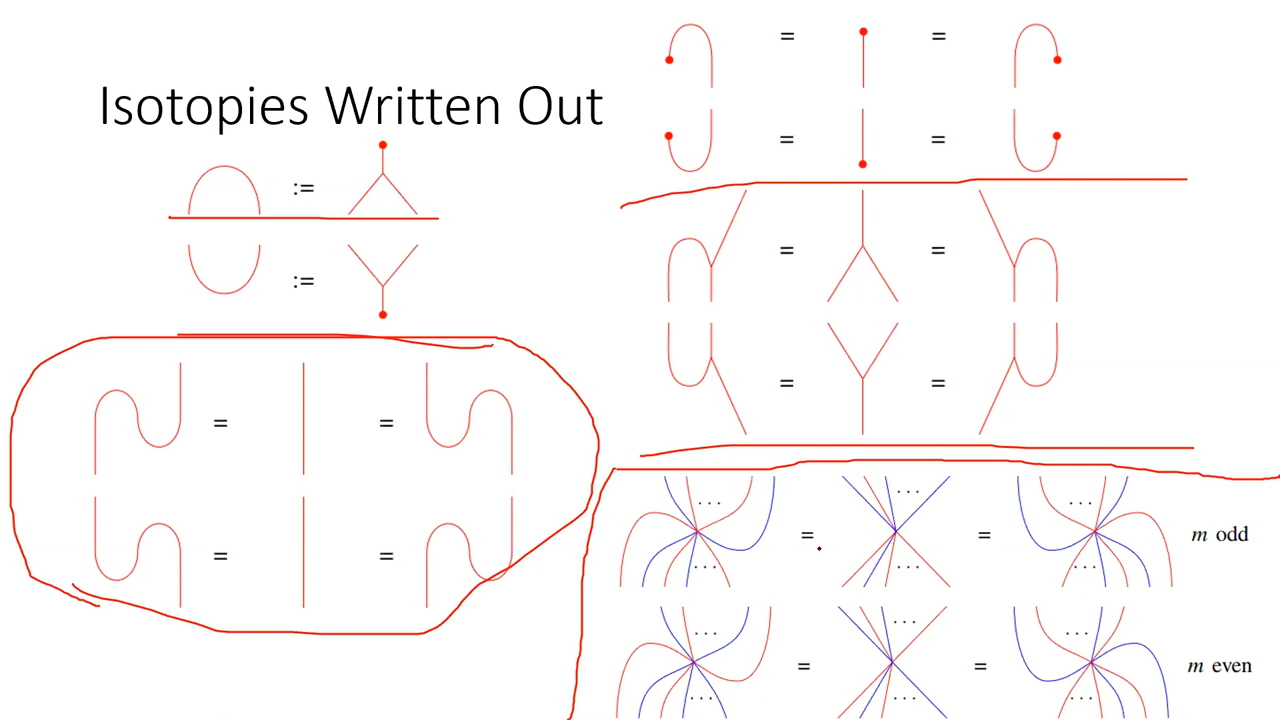 Isotopies Written Out
:=
:=
= =
= =
= =
= =
= =
= =
... ... ...
= = m odd
... ... ...
... ... ...
= = m even
... ... ...